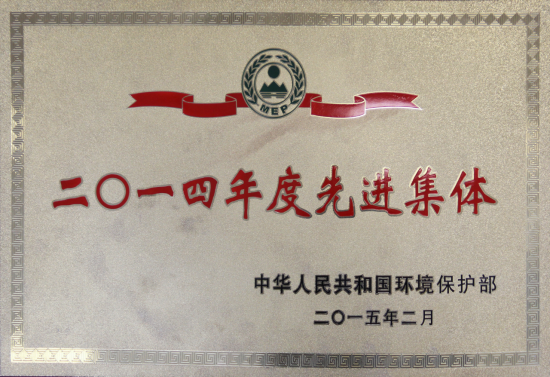 MEP
二〇一四年度先进集体
中华人民共和国环境保护部
二〇一五年二月